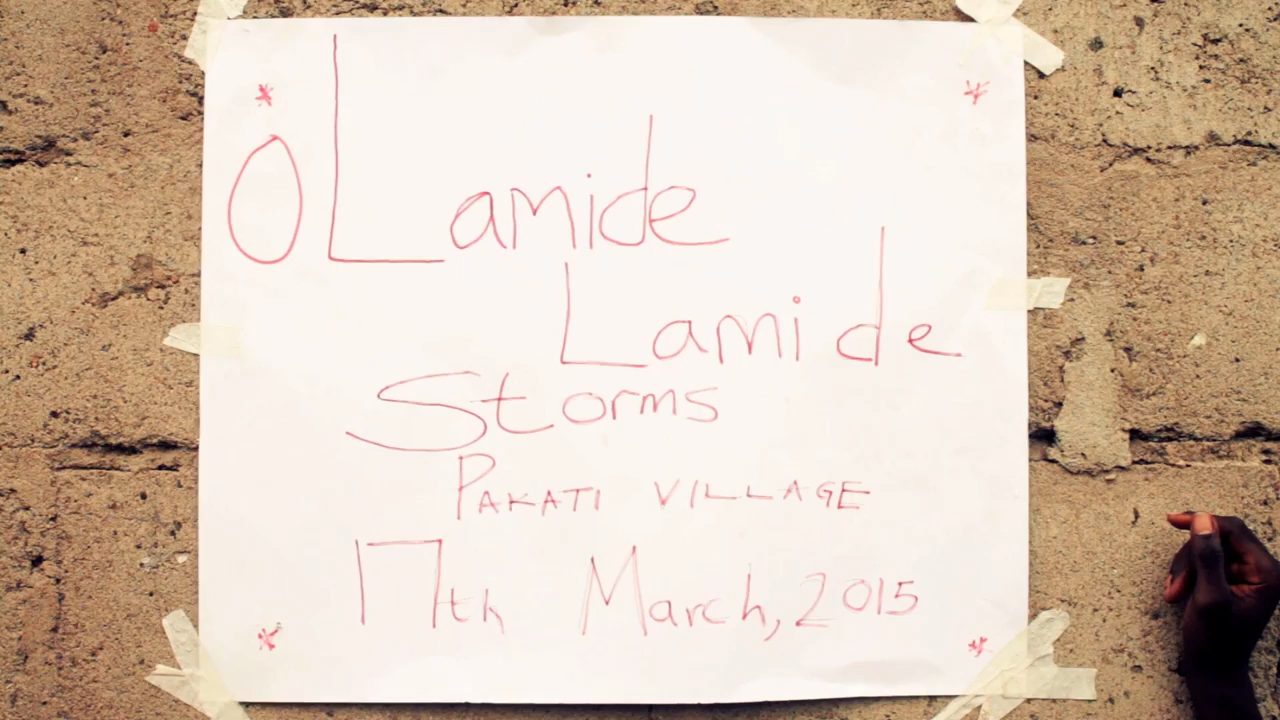 OLamide
Lamide
Storms
PAKATI VILLAGE
17th March, 2015